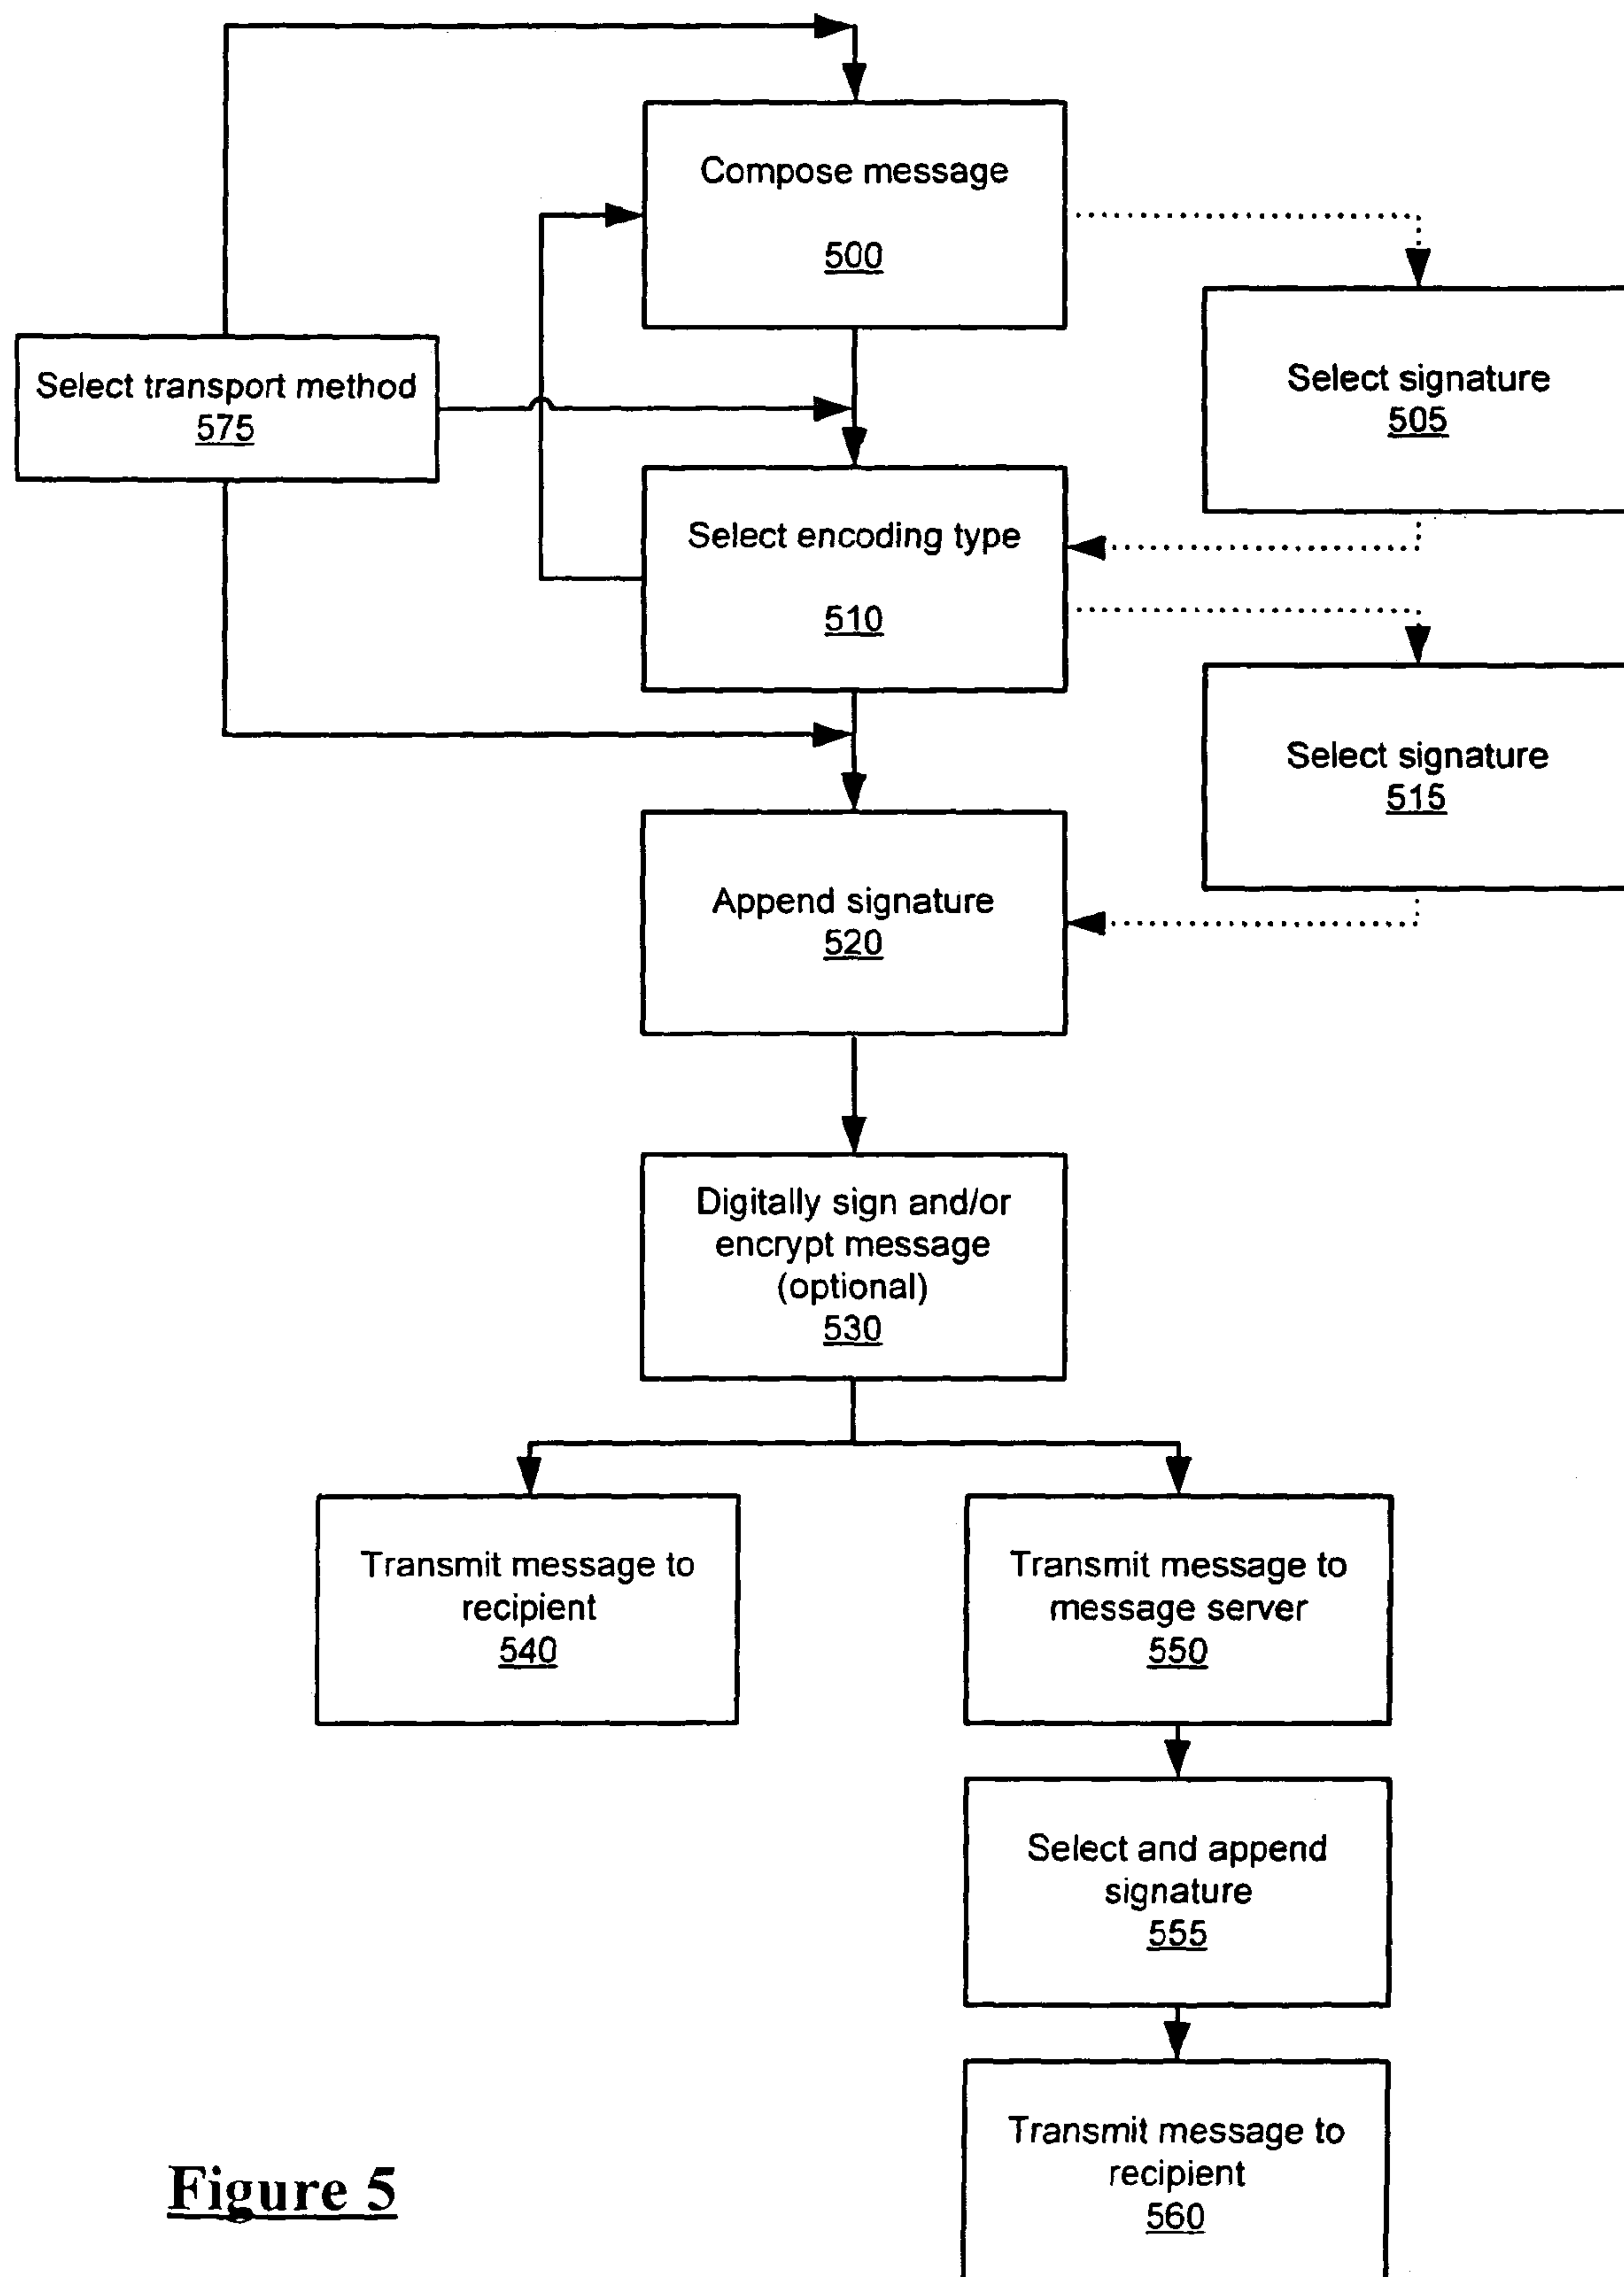 Compose message
500
Select transport method
575
Select signature
505
Select encoding type
510
Select signature
515
Append signature
520
Digitally sign and/or
encrypt message
(optional)
530
Transmit message to
recipient
540
Transmit message to
message server
550
Select and append
signature
555
Transmit message to
recipient
560
Figure 5